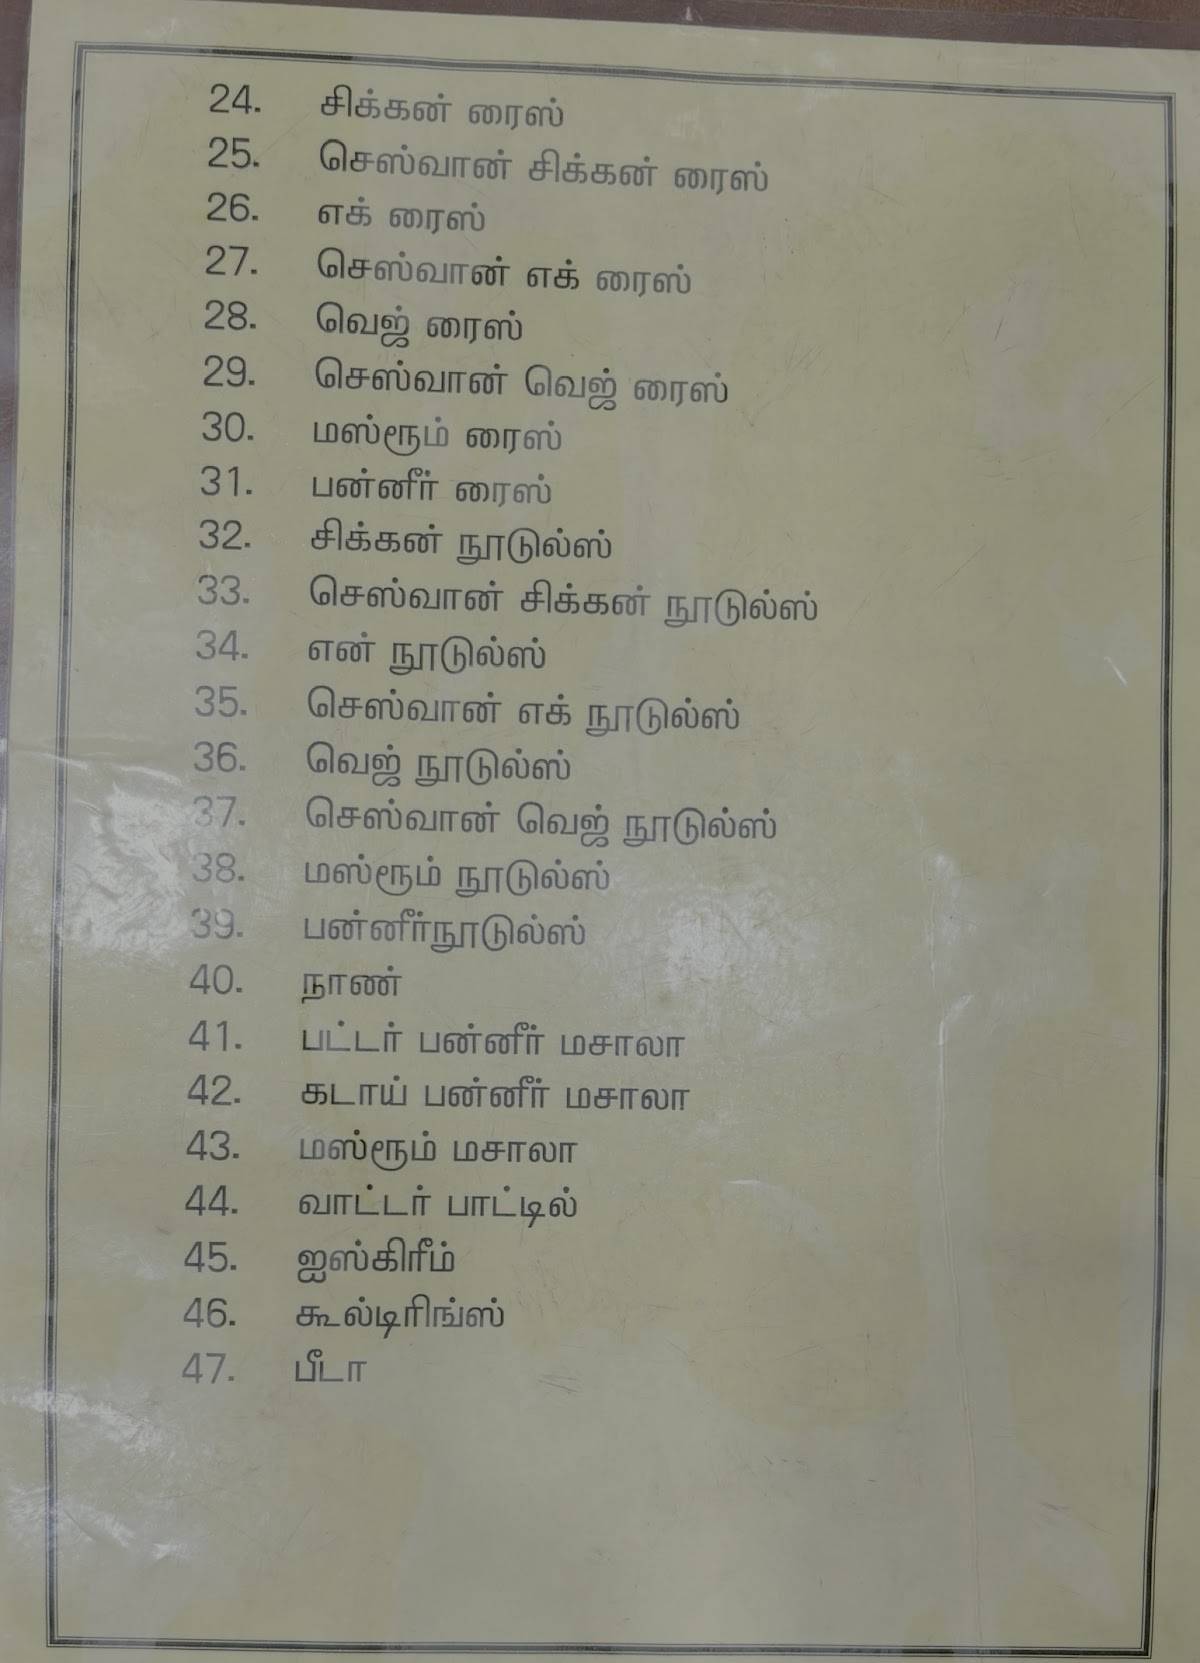 24. சிக்கன் ரைஸ்
25. செஸ்வான் சிக்கன் ரைஸ்
26. எக் ரைஸ்
27. செஸ்வான் எக் ரைஸ்
28. வெஜ் ரைஸ்
29. செஸ்வான் வெஜ் ரைஸ்
30. மஸ்ரூம் ரைஸ்
31. பன்னீர் ரைஸ்
32. சிக்கன் நூடுல்ஸ்
33. செஸ்வான் சிக்கன் நூடுல்ஸ்
34. என் நூடுல்ஸ்
35. செஸ்வான் எக் நூடுல்ஸ்
36. வெஜ் நூடுல்ஸ்
37. செஸ்வான் வெஜ் நூடுல்ஸ்
38. மஸ்ரூம் நூடுல்ஸ்
39. பன்னீர்நூடுல்ஸ்
40. நாண்
41. பட்டர் பன்னீர் மசாலா
42. கடாய் பன்னீர் மசாலா
43. மஸ்ரூம் மசாலா
44. வாட்டர் பாட்டில்
45. ஐஸ்கிரீம்
46. கூல்டிரிங்ஸ்
47. பீடா